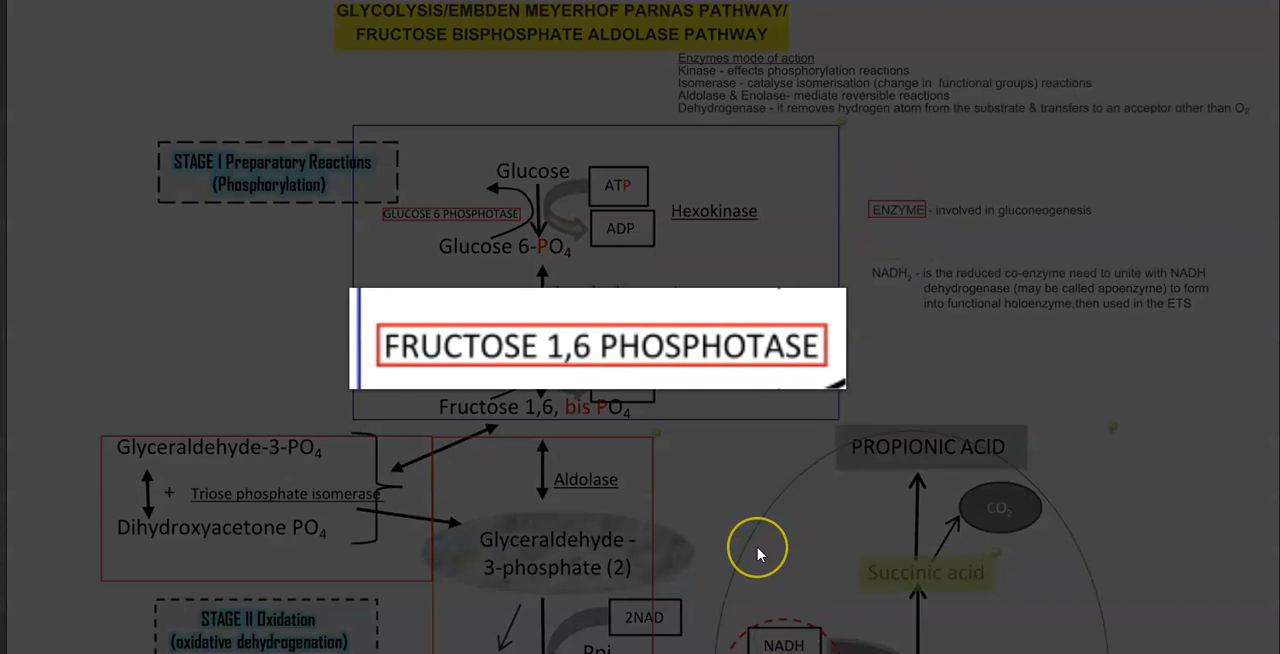 GLYCOLYSIS/EMBDEN MEYERHOF PARNAS PATHWAY/
FRUCTOSE BISPHOSPHATE ALDOLASE PATHWAY
Enzymes mode of action
Kinase - effects phosphorylation reactions
Isomerase - catalyse isomerisation (change in functional groups) reactions
Aldolase & Enolase- mediate reversible reactions
Dehydrogenase - it removes hydrogen atom from the substrate & transfers to an acceptor other than O₂
STAGE I Preparatory Reactions
(Phosphorylation)
Glucose
ATP
GLUCOSE 6 PHOSPHOTASE
Hexokinase
ADP
Glucose 6-PO₄
ENZYME - involved in gluconeogenesis
NADH₂ - is the reduced co-enzyme need to unite with NADH
dehydrogenase (may be called apoenzyme) to form
into functional holoenzyme,then used in the ETS
FRUCTOSE 1,6 PHOSPHOTASE
Fructose 1,6, bis PO₄
Glyceraldehyde-3-PO₄
+ Triose phosphate isomerase
Dihydroxyacetone PO₄
Aldolase
Glyceraldehyde -
3-phosphate (2)
PROPIONIC ACID
CO₂
Succinic acid
STAGE II Oxidation
(oxidative dehydrogenation)
2NAD
Rpi
NADH